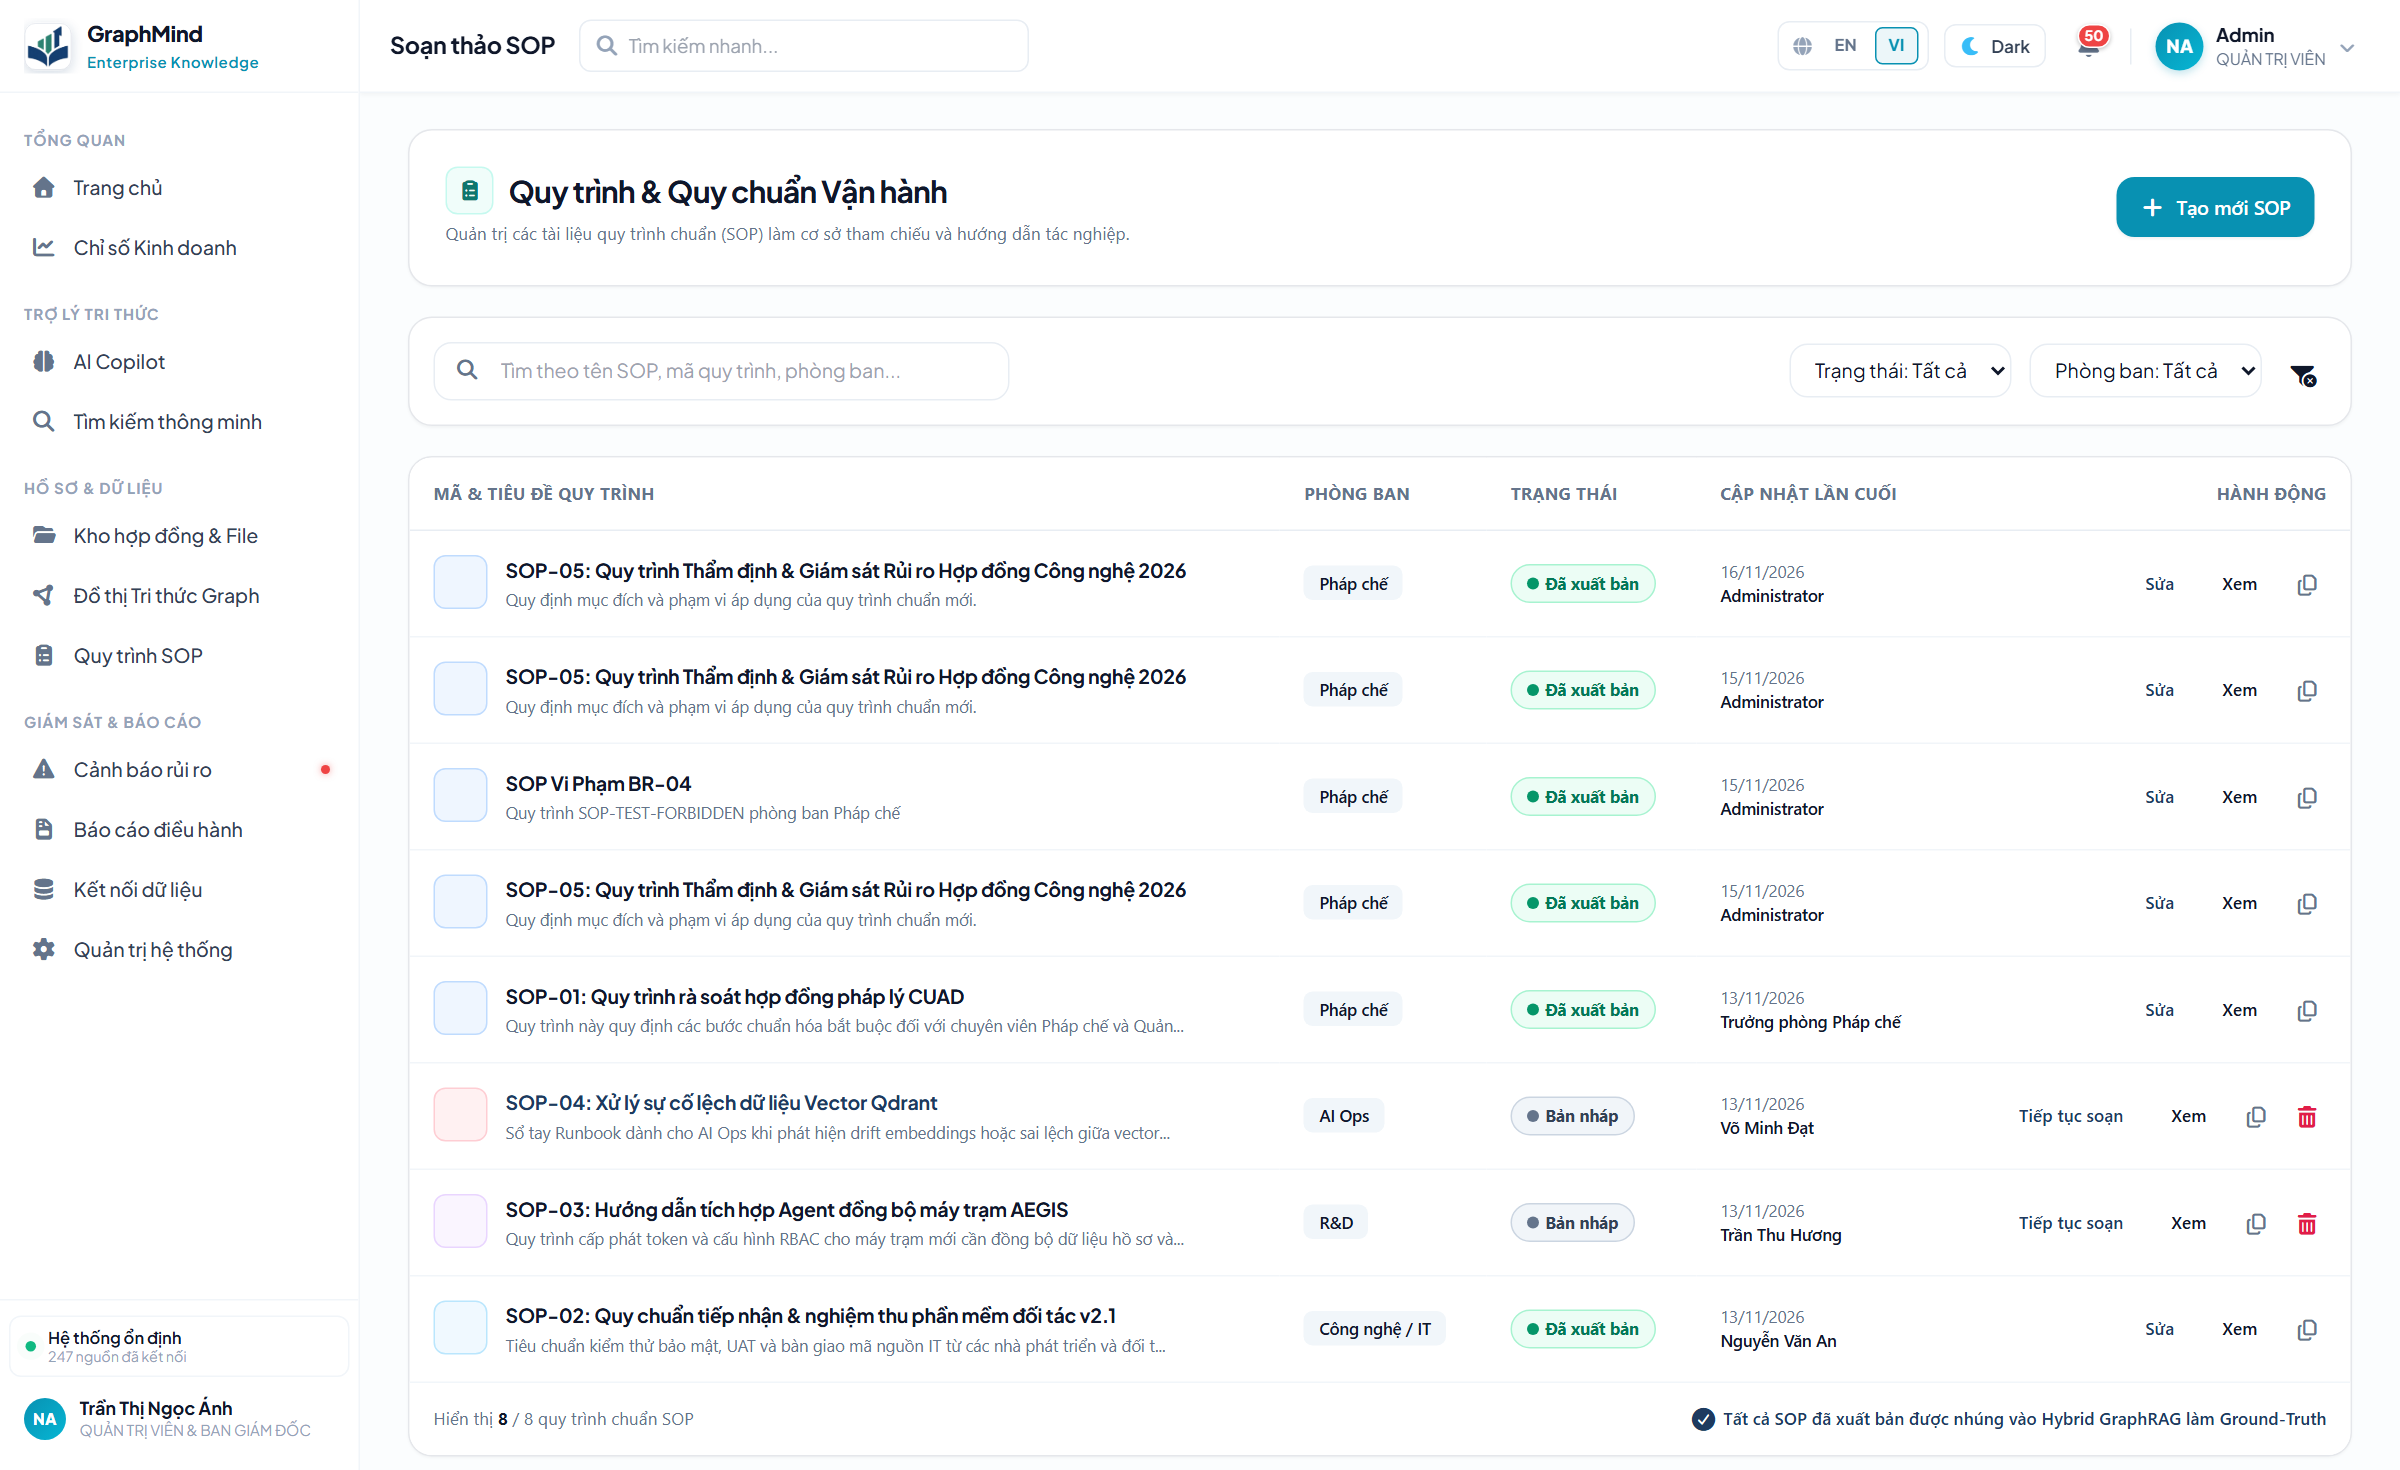 GraphMind
Enterprise Knowledge
Soạn thảo SOP
Tìm kiếm nhanh...
EN
VI
Dark
50
NA
Admin
QUẢN TRỊ VIÊN
TỔNG QUAN
Trang chủ
Chỉ số Kinh doanh
TRỢ LÝ TRI THỨC
AI Copilot
Tìm kiếm thông minh
HỒ SƠ & DỮ LIỆU
Kho hợp đồng & File
Đồ thị Tri thức Graph
Quy trình SOP
GIÁM SÁT & BÁO CÁO
Cảnh báo rủi ro
Báo cáo điều hành
Kết nối dữ liệu
Quản trị hệ thống
Hệ thống ổn định
247 nguồn đã kết nối
NA
Trần Thị Ngọc Ánh
QUẢN TRỊ VIÊN & BAN GIÁM ĐỐC
Quy trình & Quy chuẩn Vận hành
Quản trị các tài liệu quy trình chuẩn (SOP) làm cơ sở tham chiếu và hướng dẫn tác nghiệp.
Tạo mới SOP
Tìm theo tên SOP, mã quy trình, phòng ban...
Trạng thái: Tất cả
Phòng ban: Tất cả
MÃ & TIÊU ĐỀ QUY TRÌNH
PHÒNG BAN
TRẠNG THÁI
CẬP NHẬT LẦN CUỐI
HÀNH ĐỘNG
SOP-05: Quy trình Thẩm định & Giám sát Rủi ro Hợp đồng Công nghệ 2026
Quy định mục đích và phạm vi áp dụng của quy trình chuẩn mới.
Pháp chế
Đã xuất bản
16/11/2026
Administrator
Sửa
Xem
SOP-05: Quy trình Thẩm định & Giám sát Rủi ro Hợp đồng Công nghệ 2026
Quy định mục đích và phạm vi áp dụng của quy trình chuẩn mới.
Pháp chế
Đã xuất bản
15/11/2026
Administrator
Sửa
Xem
SOP Vi Phạm BR-04
Quy trình SOP-TEST-FORBIDDEN phòng ban Pháp chế
Pháp chế
Đã xuất bản
15/11/2026
Administrator
Sửa
Xem
SOP-05: Quy trình Thẩm định & Giám sát Rủi ro Hợp đồng Công nghệ 2026
Quy định mục đích và phạm vi áp dụng của quy trình chuẩn mới.
Pháp chế
Đã xuất bản
15/11/2026
Administrator
Sửa
Xem
SOP-01: Quy trình rà soát hợp đồng pháp lý CUAD
Quy trình này quy định các bước chuẩn hóa bắt buộc đối với chuyên viên Pháp chế và Quản...
Pháp chế
Đã xuất bản
13/11/2026
Trưởng phòng Pháp chế
Sửa
Xem
SOP-04: Xử lý sự cố lệch dữ liệu Vector Qdrant
Sổ tay Runbook dành cho AI Ops khi phát hiện drift embeddings hoặc sai lệch giữa vector...
AI Ops
Bản nháp
13/11/2026
Võ Minh Đạt
Tiếp tục soạn
Xem
SOP-03: Hướng dẫn tích hợp Agent đồng bộ máy trạm AEGIS
Quy trình cấp phát token và cấu hình RBAC cho máy trạm mới cần đồng bộ dữ liệu hồ sơ và...
R&D
Bản nháp
13/11/2026
Trần Thu Hương
Tiếp tục soạn
Xem
SOP-02: Quy chuẩn tiếp nhận & nghiệm thu phần mềm đối tác v2.1
Tiêu chuẩn kiểm thử bảo mật, UAT và bàn giao mã nguồn IT từ các nhà phát triển và đối t...
Công nghệ / IT
Đã xuất bản
13/11/2026
Nguyễn Văn An
Sửa
Xem
Hiển thị 8 / 8 quy trình chuẩn SOP
Tất cả SOP đã xuất bản được nhúng vào Hybrid GraphRAG làm Ground-Truth